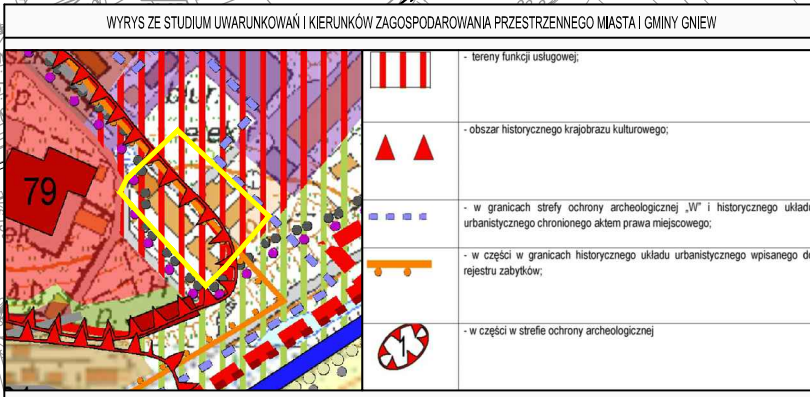 WYRYS ZE STUDIUM UWARUNKOWAŃ I KIERUNKÓW ZAGOSPODAROWANIA PRZESTRZENNEGO MIASTA I GMINY GNIEW
79
p.
p.
biur.
1
- tereny funkcji usługowej;
- obszar historycznego krajobrazu kulturowego;
- w granicach strefy ochrony archeologicznej „W" i historycznego układu
urbanistycznego chronionego aktem prawa miejscowego;
- w części w granicach historycznego układu urbanistycznego wpisanego do
rejestru zabytków;
- w części w strefie ochrony archeologicznej